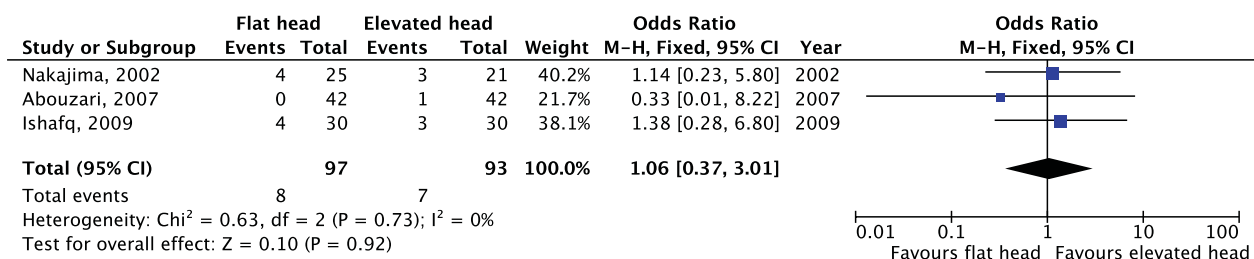 Flat head Elevated head Odds Ratio Odds Ratio
Study or Subgroup Events Total Events Total Weight M-H, Fixed, 95% CI Year M-H, Fixed, 95% CI
Nakajima, 2002 4 25 3 21 40.2% 1.14 [0.23, 5.80] 2002
Abouzari, 2007 0 42 1 42 21.7% 0.33 [0.01, 8.22] 2007
Ishafq, 2009 4 30 3 30 38.1% 1.38 [0.28, 6.80] 2009
Total (95% CI) 97 93 100.0% 1.06 [0.37, 3.01]
Total events 8 7
Heterogeneity: Chi² = 0.63, df = 2 (P = 0.73); I² = 0%
Test for overall effect: Z = 0.10 (P = 0.92)
0.01 0.1 1 10 100
Favours flat head Favours elevated head